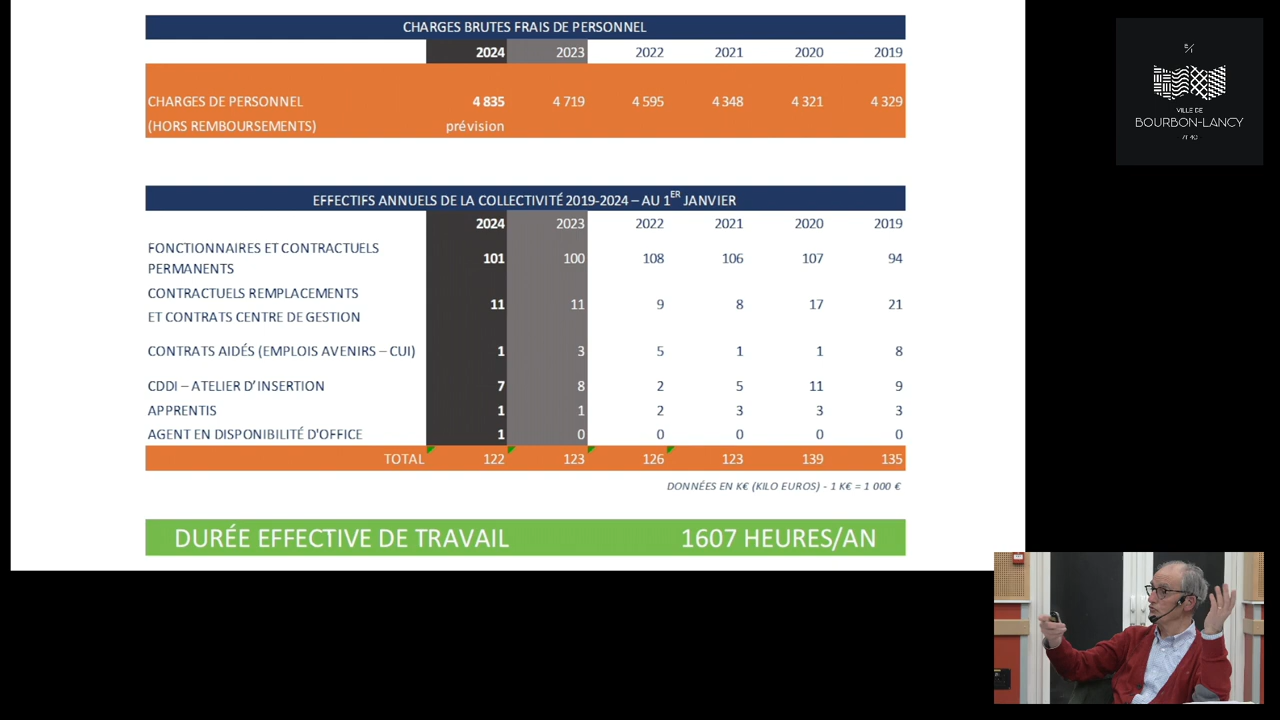 CHARGES BRUTES FRAIS DE PERSONNEL
2024 2023 2022 2021 2020 2019
CHARGES DE PERSONNEL 4 835 4 719 4 595 4 348 4 321 4 329
(HORS REMBOURSEMENTS) prévision
EFFECTIFS ANNUELS DE LA COLLECTIVITÉ 2019-2024 – AU 1ER JANVIER
2024 2023 2022 2021 2020 2019
FONCTIONNAIRES ET CONTRACTUELS
PERMANENTS 101 100 108 106 107 94
CONTRACTUELS REMPLACEMENTS
ET CONTRATS CENTRE DE GESTION 11 11 9 8 17 21
CONTRATS AIDÉS (EMPLOIS AVENIRS – CUI) 1 3 5 1 1 8
CDDI – ATELIER D'INSERTION 7 8 2 5 11 9
APPRENTIS 1 1 2 3 3 3
AGENT EN DISPONIBILITÉ D'OFFICE 1 0 0 0 0 0
TOTAL 122 123 126 123 139 135
DONNÉES EN K€ (KILO EUROS) - 1 K€ = 1 000 €
DURÉE EFFECTIVE DE TRAVAIL 1607 HEURES/AN
VILLE DE
BOURBON-LANCY
71140